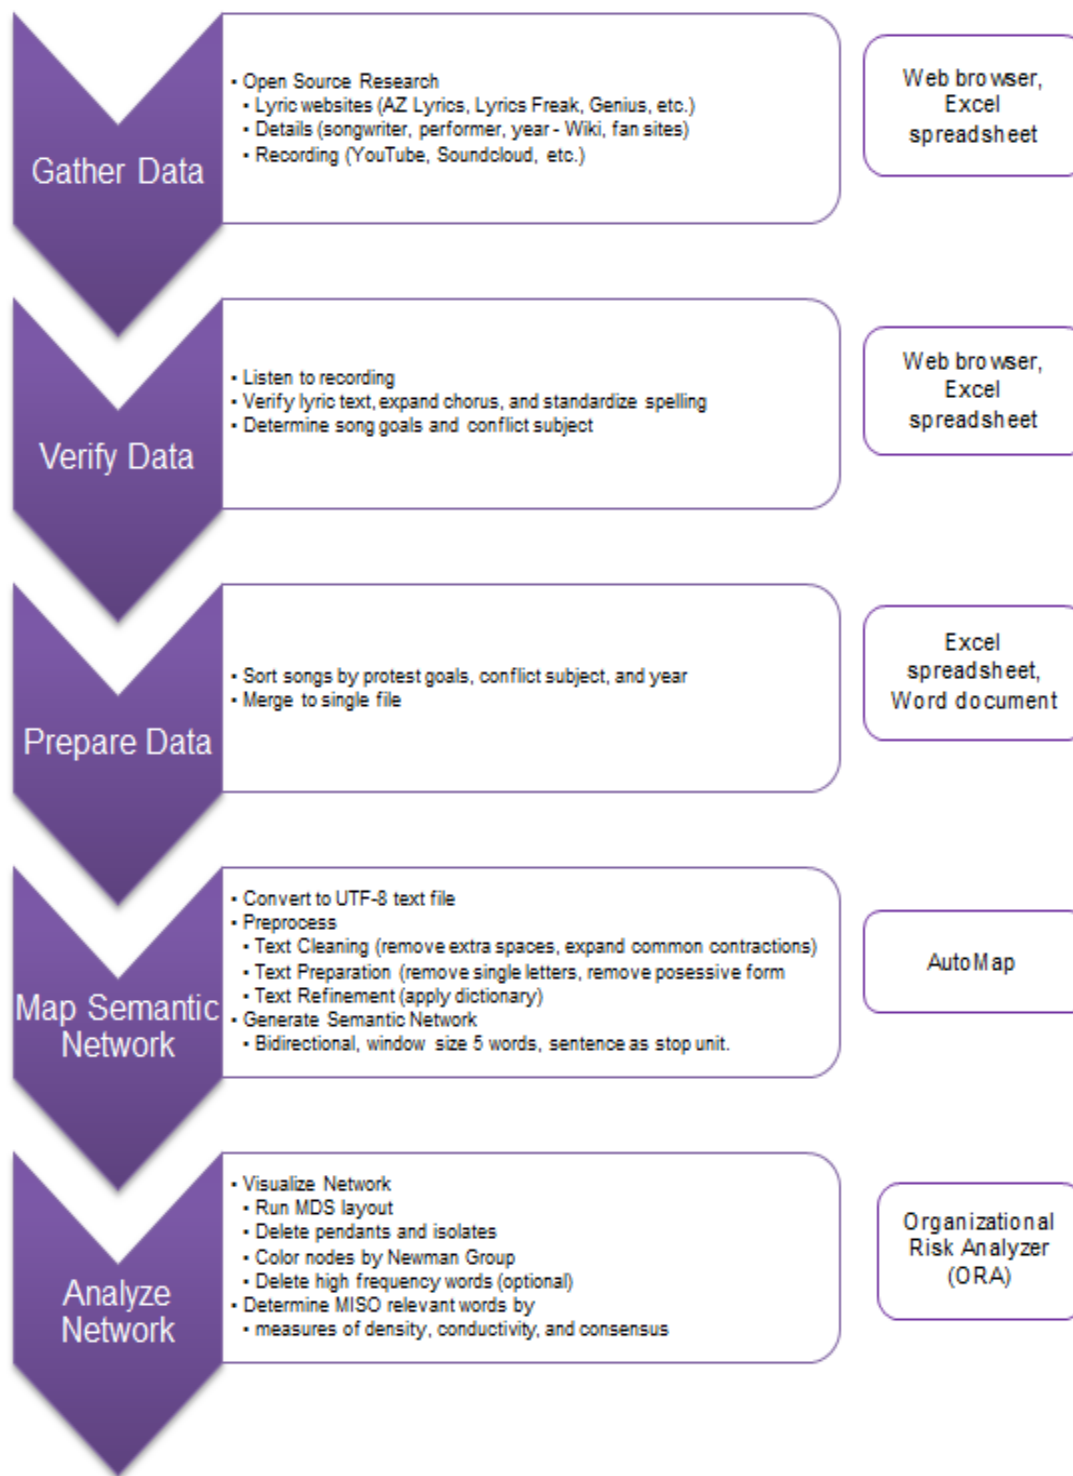 Gather Data
▪ Open Source Research
▪ Lyric websites (AZ Lyrics, Lyrics Freak, Genius, etc.)
▪ Details (songwriter, performer, year - Wiki, fan sites)
▪ Recording (YouTube, Soundcloud, etc.)
Web browser,
Excel
spreadsheet
Verify Data
▪ Listen to recording
▪ Verify lyric text, expand chorus, and standardize spelling
▪ Determine song goals and conflict subject
Web browser,
Excel
spreadsheet
Prepare Data
▪ Sort songs by protest goals, conflict subject, and year
▪ Merge to single file
Excel
spreadsheet,
Word document
Map Semantic
Network
▪ Convert to UTF-8 text file
▪ Preprocess
▪ Text Cleaning (remove extra spaces, expand common contractions)
▪ Text Preparation (remove single letters, remove posessive form
▪ Text Refinement (apply dictionary)
▪ Generate Semantic Network
▪ Bidirectional, window size 5 words, sentence as stop unit.
AutoMap
Analyze
Network
▪ Visualize Network
▪ Run MDS layout
▪ Delete pendants and isolates
▪ Color nodes by Newman Group
▪ Delete high frequency words (optional)
▪ Determine MISO relevant words by
▪ measures of density, conductivity, and consensus
Organizational
Risk Analyzer
(ORA)